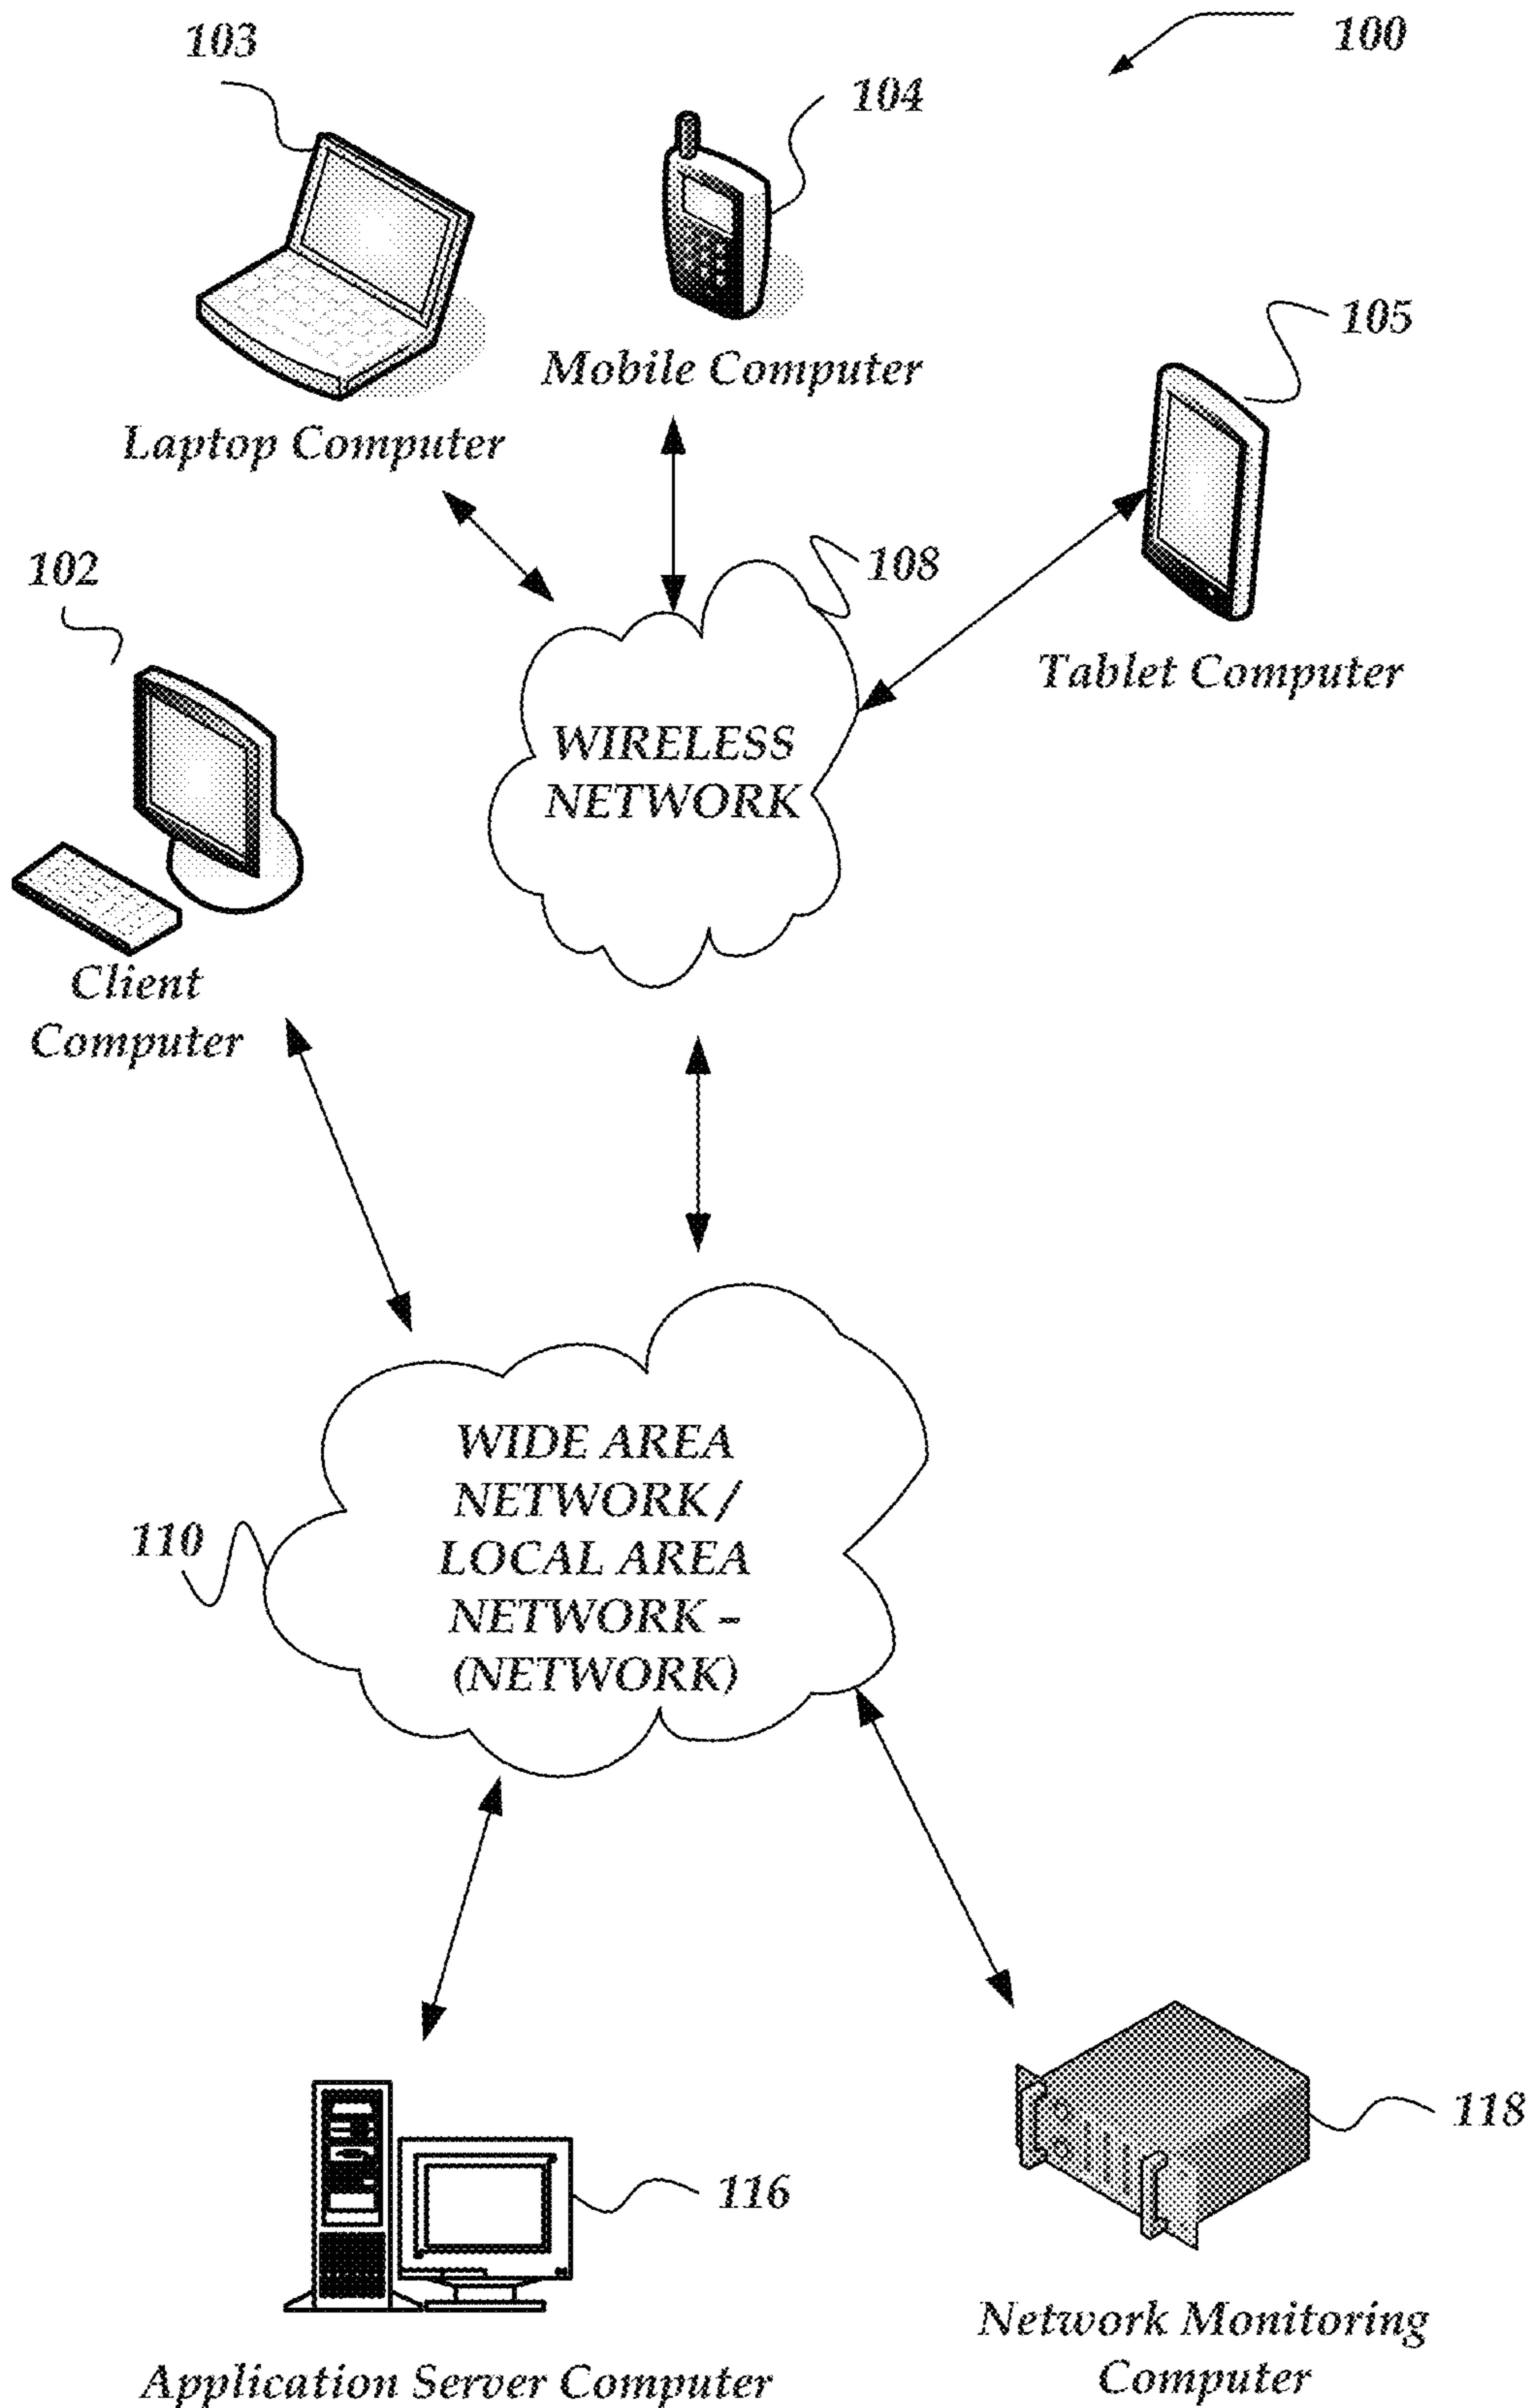 103
100
104
Mobile Computer
105
Laptop Computer
102
108
Tablet Computer
WIRELESS
NETWORK
Client
Computer
WIDE AREA
NETWORK /
LOCAL AREA
NETWORK –
(NETWORK)
110
116
118
Network Monitoring
Computer
Application Server Computer